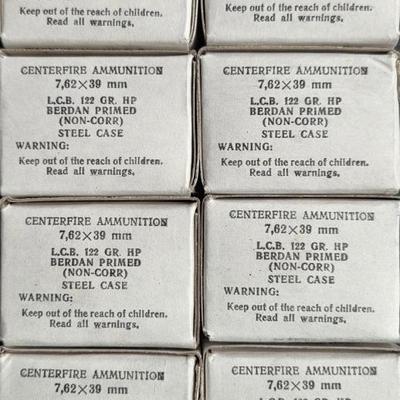 Keep out of the reach of children.
Read all warnings.
Keep out of the reach of children.
Read all warnings.
CENTERFIRE AMMUNITION
7,62×39 mm
L.C.B. 122 GR. HP
BERDAN PRIMED
(NON-CORR)
STEEL CASE
WARNING:
Keep out of the reach of children.
Read all warnings.
CENTERFIRE AMMUNITION
7,62×39 mm
L.C.B. 122 GR. HP
BERDAN PRIMED
(NON-CORR)
STEEL CASE
WARNING:
Keep out of the reach of children.
Read all warnings.
CENTERFIRE AMMUNITION
7,62×39 mm
L.C.B. 122 GR. HP
BERDAN PRIMED
(NON-CORR)
STEEL CASE
WARNING:
Keep out of the reach of children.
Read all warnings.
CENTERFIRE AMMUNITION
7,62×39 mm
L.C.B. 122 GR. HP
BERDAN PRIMED
(NON-CORR)
STEEL CASE
WARNING:
Keep out of the reach of children.
Read all warnings.
CENTERFIRE AMMUNITION
7,62×39 mm
CENTERFIRE AMMUNITION
7,62×39 mm
L.C.B. 122 GR. HP